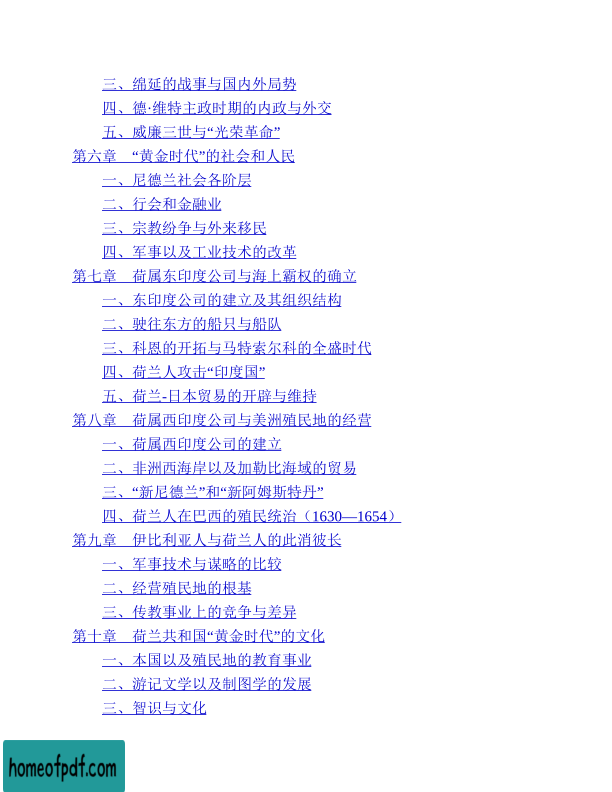 三、绵延的战事与国内外局势
四、德·维特主政时期的内政与外交
五、威廉三世与“光荣革命”
第六章　“黄金时代”的社会和人民
一、尼德兰社会各阶层
二、行会和金融业
三、宗教纷争与外来移民
四、军事以及工业技术的改革
第七章　荷属东印度公司与海上霸权的确立
一、东印度公司的建立及其组织结构
二、驶往东方的船只与船队
三、科恩的开拓与马特索尔科的全盛时代
四、荷兰人攻击“印度国”
五、荷兰-日本贸易的开辟与维持
第八章　荷属西印度公司与美洲殖民地的经营
一、荷属西印度公司的建立
二、非洲西海岸以及加勒比海域的贸易
三、“新尼德兰”和“新阿姆斯特丹”
四、荷兰人在巴西的殖民统治（1630—1654）
第九章　伊比利亚人与荷兰人的此消彼长
一、军事技术与谋略的比较
二、经营殖民地的根基
三、传教事业上的竞争与差异
第十章　荷兰共和国“黄金时代”的文化
一、本国以及殖民地的教育事业
二、游记文学以及制图学的发展
三、智识与文化
homeofpdf.com